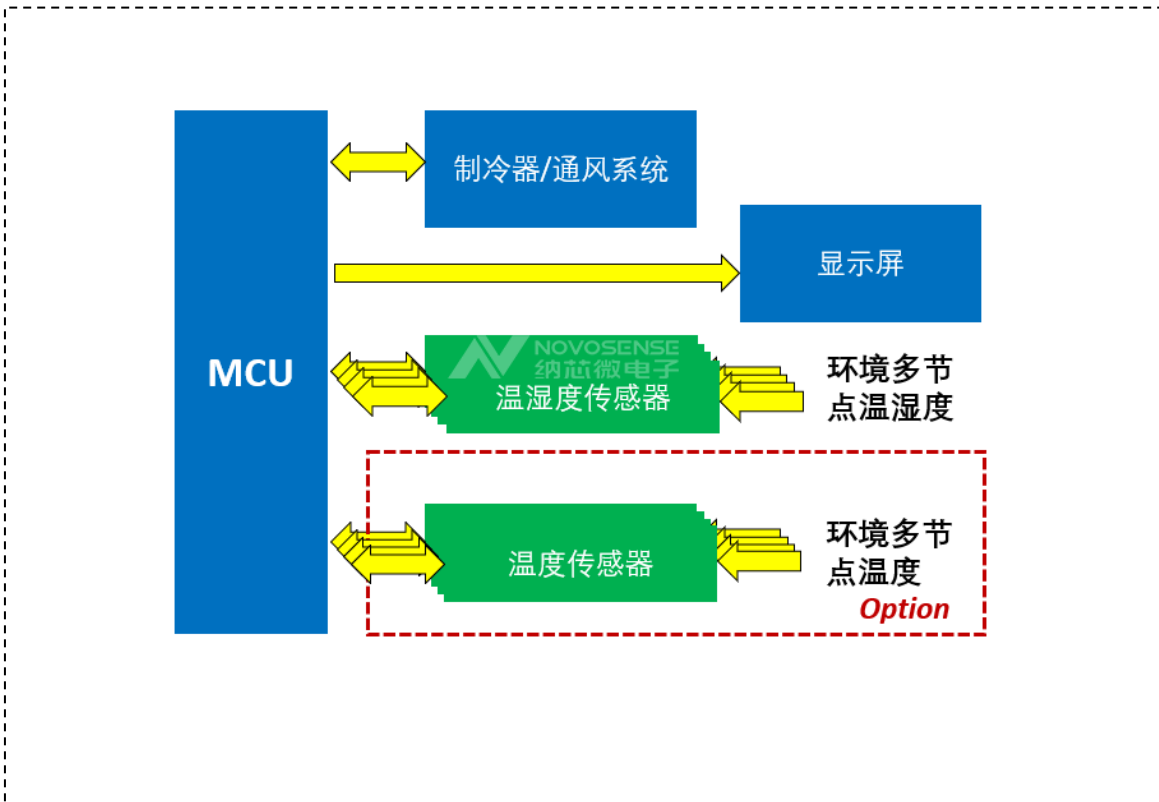 制冷器/通风系统
显示屏
MCU
NOVOSENSE
纳芯微电子
温湿度传感器
环境多节
点温湿度
温度传感器
环境多节
点温度
Option